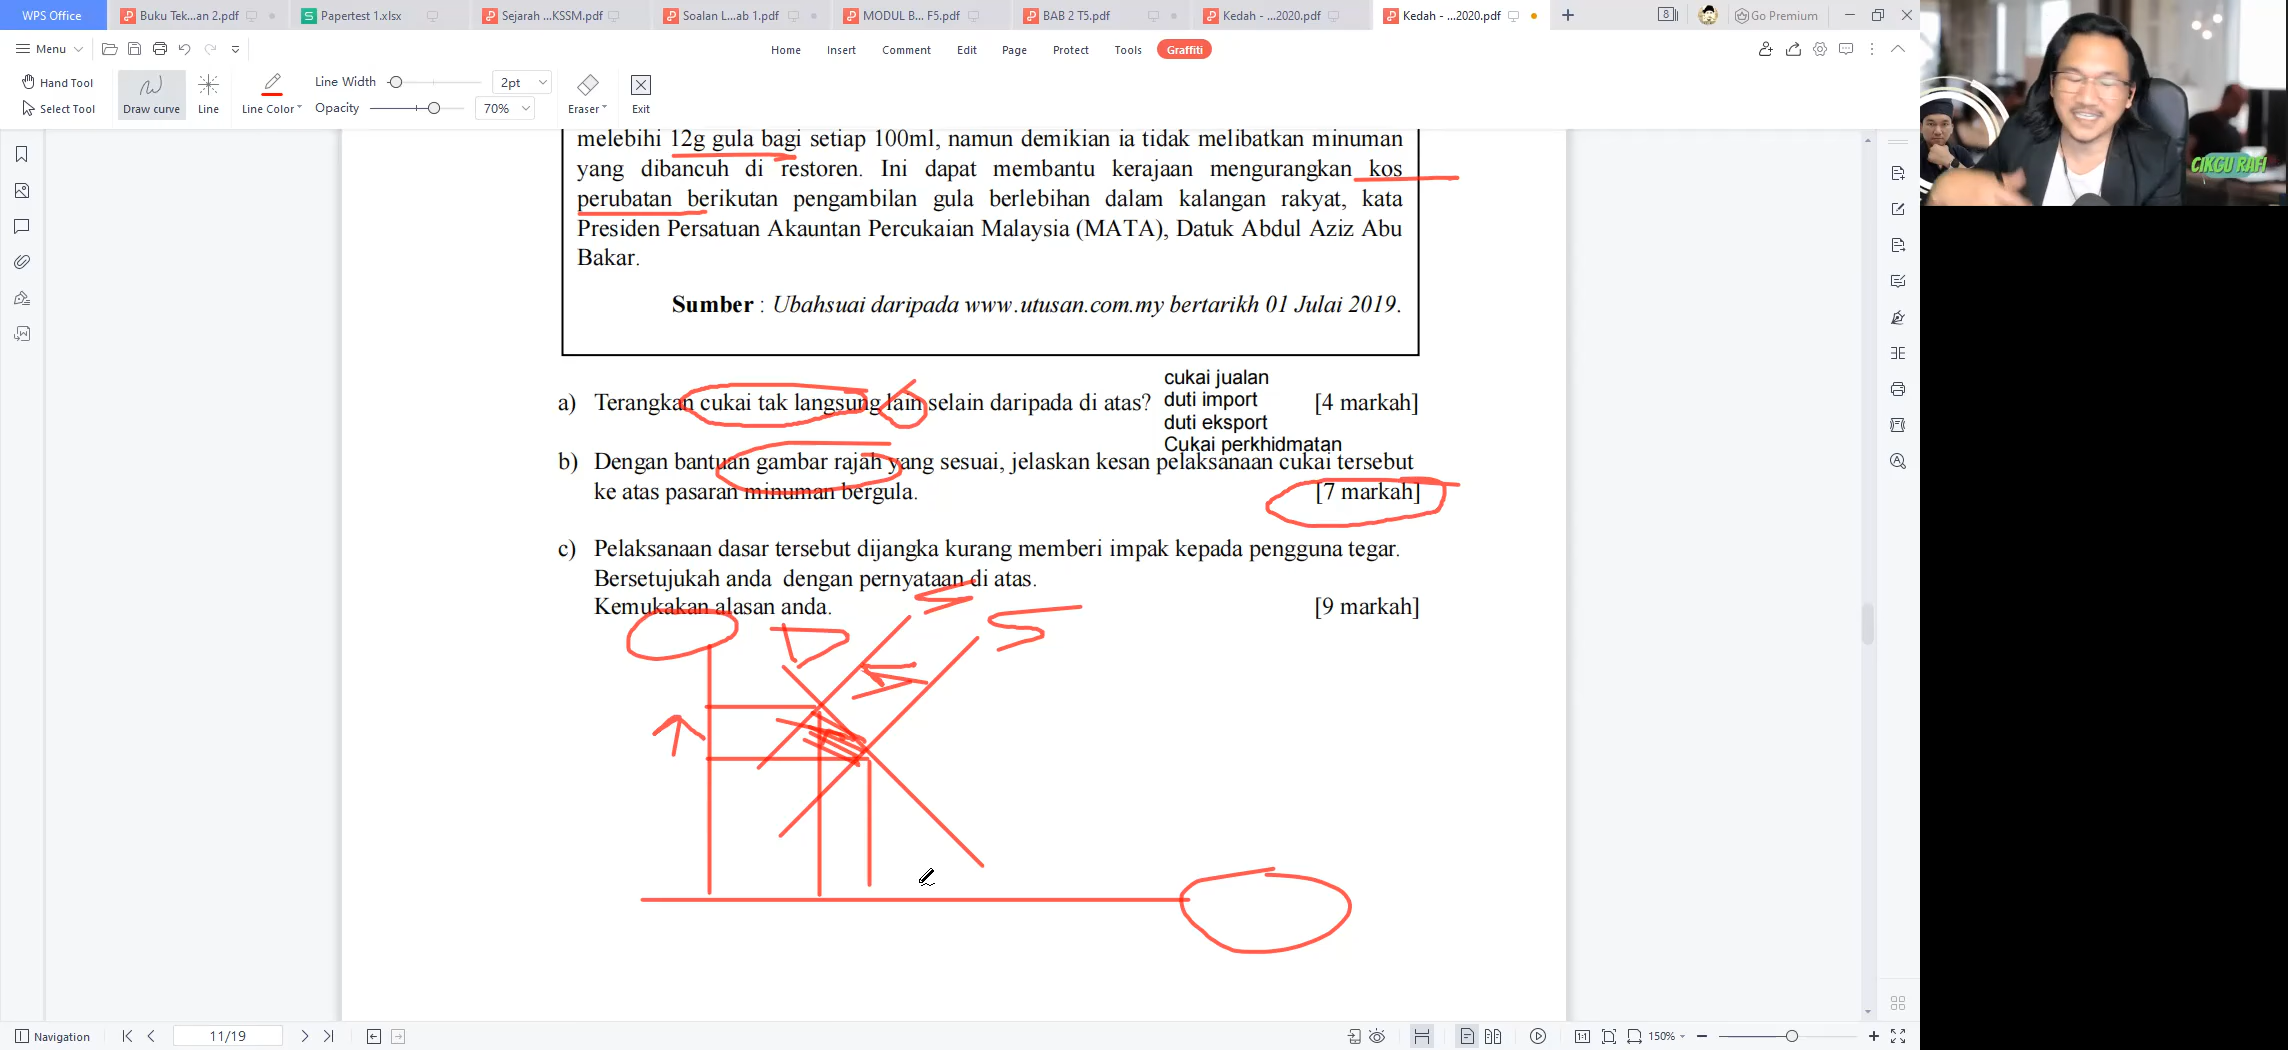 WPS Office
Buku Tek...an 2.pdf
Papertest 1.xlsx
Sejarah ...KSSM.pdf
Soalan L...ab 1.pdf
MODUL B... F5.pdf
BAB 2 T5.pdf
Kedah - ...2020.pdf
Kedah - ...2020.pdf
8
Go Premium
Menu
Home
Insert
Comment
Edit
Page
Protect
Tools
Graffiti
Hand Tool
Select Tool
Draw curve
Line
Line Color
Line Width
2pt
Opacity
70%
Eraser
Exit
CIKGU RAFI
melebihi 12g gula bagi setiap 100ml, namun demikian ia tidak melibatkan minuman
yang dibancuh di restoren. Ini dapat membantu kerajaan mengurangkan kos
perubatan berikutan pengambilan gula berlebihan dalam kalangan rakyat, kata
Presiden Persatuan Akauntan Percukaian Malaysia (MATA), Datuk Abdul Aziz Abu
Bakar.
Sumber : Ubahsuai daripada www.utusan.com.my bertarikh 01 Julai 2019.
cukai jualan
duti import
duti eksport
Cukai perkhidmatan
a) Terangkan cukai tak langsung lain selain daripada di atas? [4 markah]
b) Dengan bantuan gambar rajah yang sesuai, jelaskan kesan pelaksanaan cukai tersebut
ke atas pasaran minuman bergula. [7 markah]
c) Pelaksanaan dasar tersebut dijangka kurang memberi impak kepada pengguna tegar.
Bersetujukah anda dengan pernyataan di atas.
Kemukakan alasan anda. [9 markah]
D
S
S
Navigation
11/19
1:1
150%